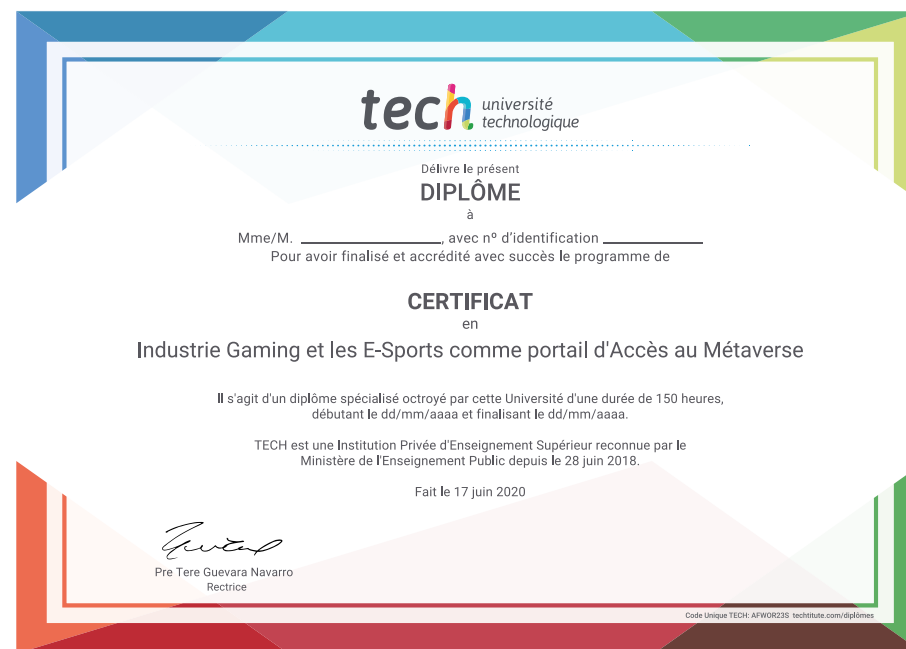 tech université
technologique
Délivre le présent
DIPLÔME
à
Mme/M. ____________________, avec nº d'identification ______________
Pour avoir finalisé et accrédité avec succès le programme de
CERTIFICAT
en
Industrie Gaming et les E-Sports comme portail d'Accès au Métaverse
Il s'agit d'un diplôme spécialisé octroyé par cette Université d'une durée de 150 heures,
débutant le dd/mm/aaaa et finalisant le dd/mm/aaaa.
TECH est une Institution Privée d'Enseignement Supérieur reconnue par le
Ministère de l'Enseignement Public depuis le 28 juin 2018.
Fait le 17 juin 2020
Pre Tere Guevara Navarro
Rectrice
Code Unique TECH: AFWOR23S techtitute.com/diplômes